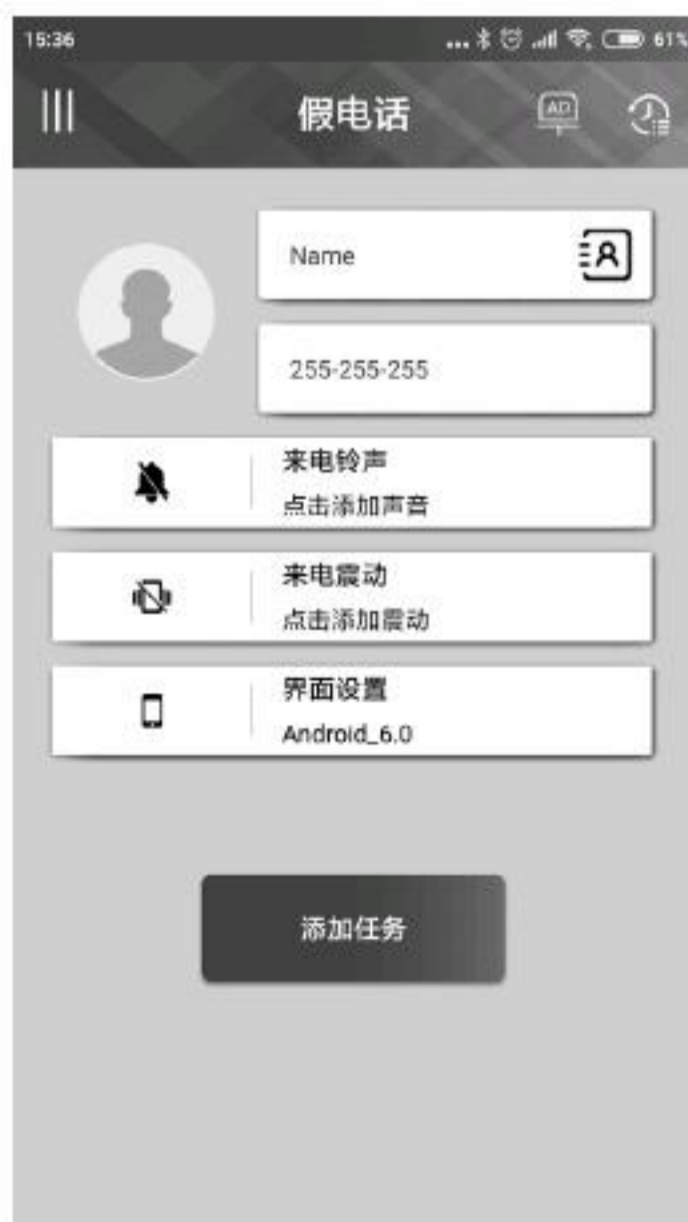 15:36
61%
假电话
AD
Name
255-255-255
来电铃声
点击添加声音
来电震动
点击添加震动
界面设置
Android_6.0
添加任务